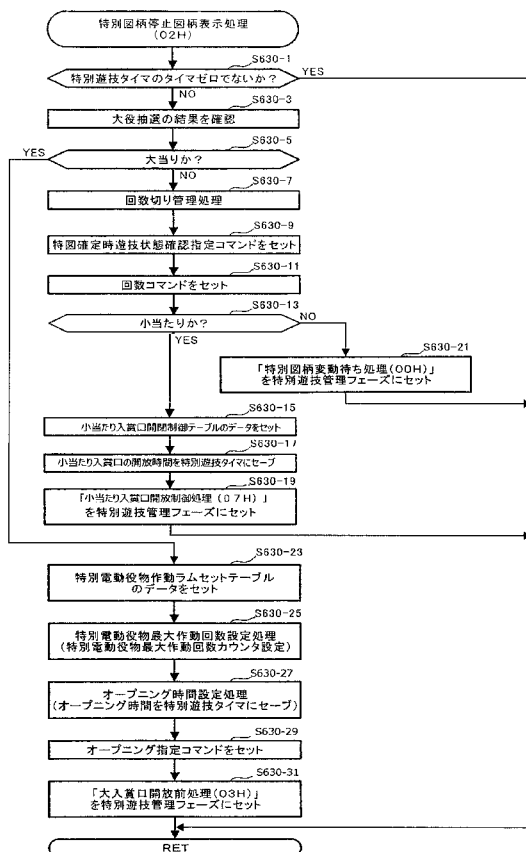 特別図柄停止図柄表示処理
(02H)
S630-1
特別遊技タイマのタイマゼロでないか?
YES
NO
S630-3
大役抽選の結果を確認
S630-5
YES
大当りか?
NO
S630-7
回数切り管理処理
S630-9
特図確定時遊技状態確認指定コマンドをセット
S630-11
回数コマンドをセット
S630-13
小当たりか?
NO
YES
S630-21
「特別図柄変動待ち処理(00H)」
を特別遊技管理フェーズにセット
S630-15
小当たり入賞口開閉制御テーブルのデータをセット
S630-17
小当たり入賞口の開放時間を特別遊技タイマにセーブ
S630-19
「小当たり入賞口開放制御処理(07H)」
を特別遊技管理フェーズにセット
S630-23
特別電動役物作動ラムセットテーブル
のデータをセット
S630-25
特別電動役物最大作動回数設定処理
(特別電動役物最大作動回数カウンタ設定)
S630-27
オープニング時間設定処理
(オープニング時間を特別遊技タイマにセーブ)
S630-29
オープニング指定コマンドをセット
S630-31
「大入賞口開放前処理(03H)」
を特別遊技管理フェーズにセット
RET